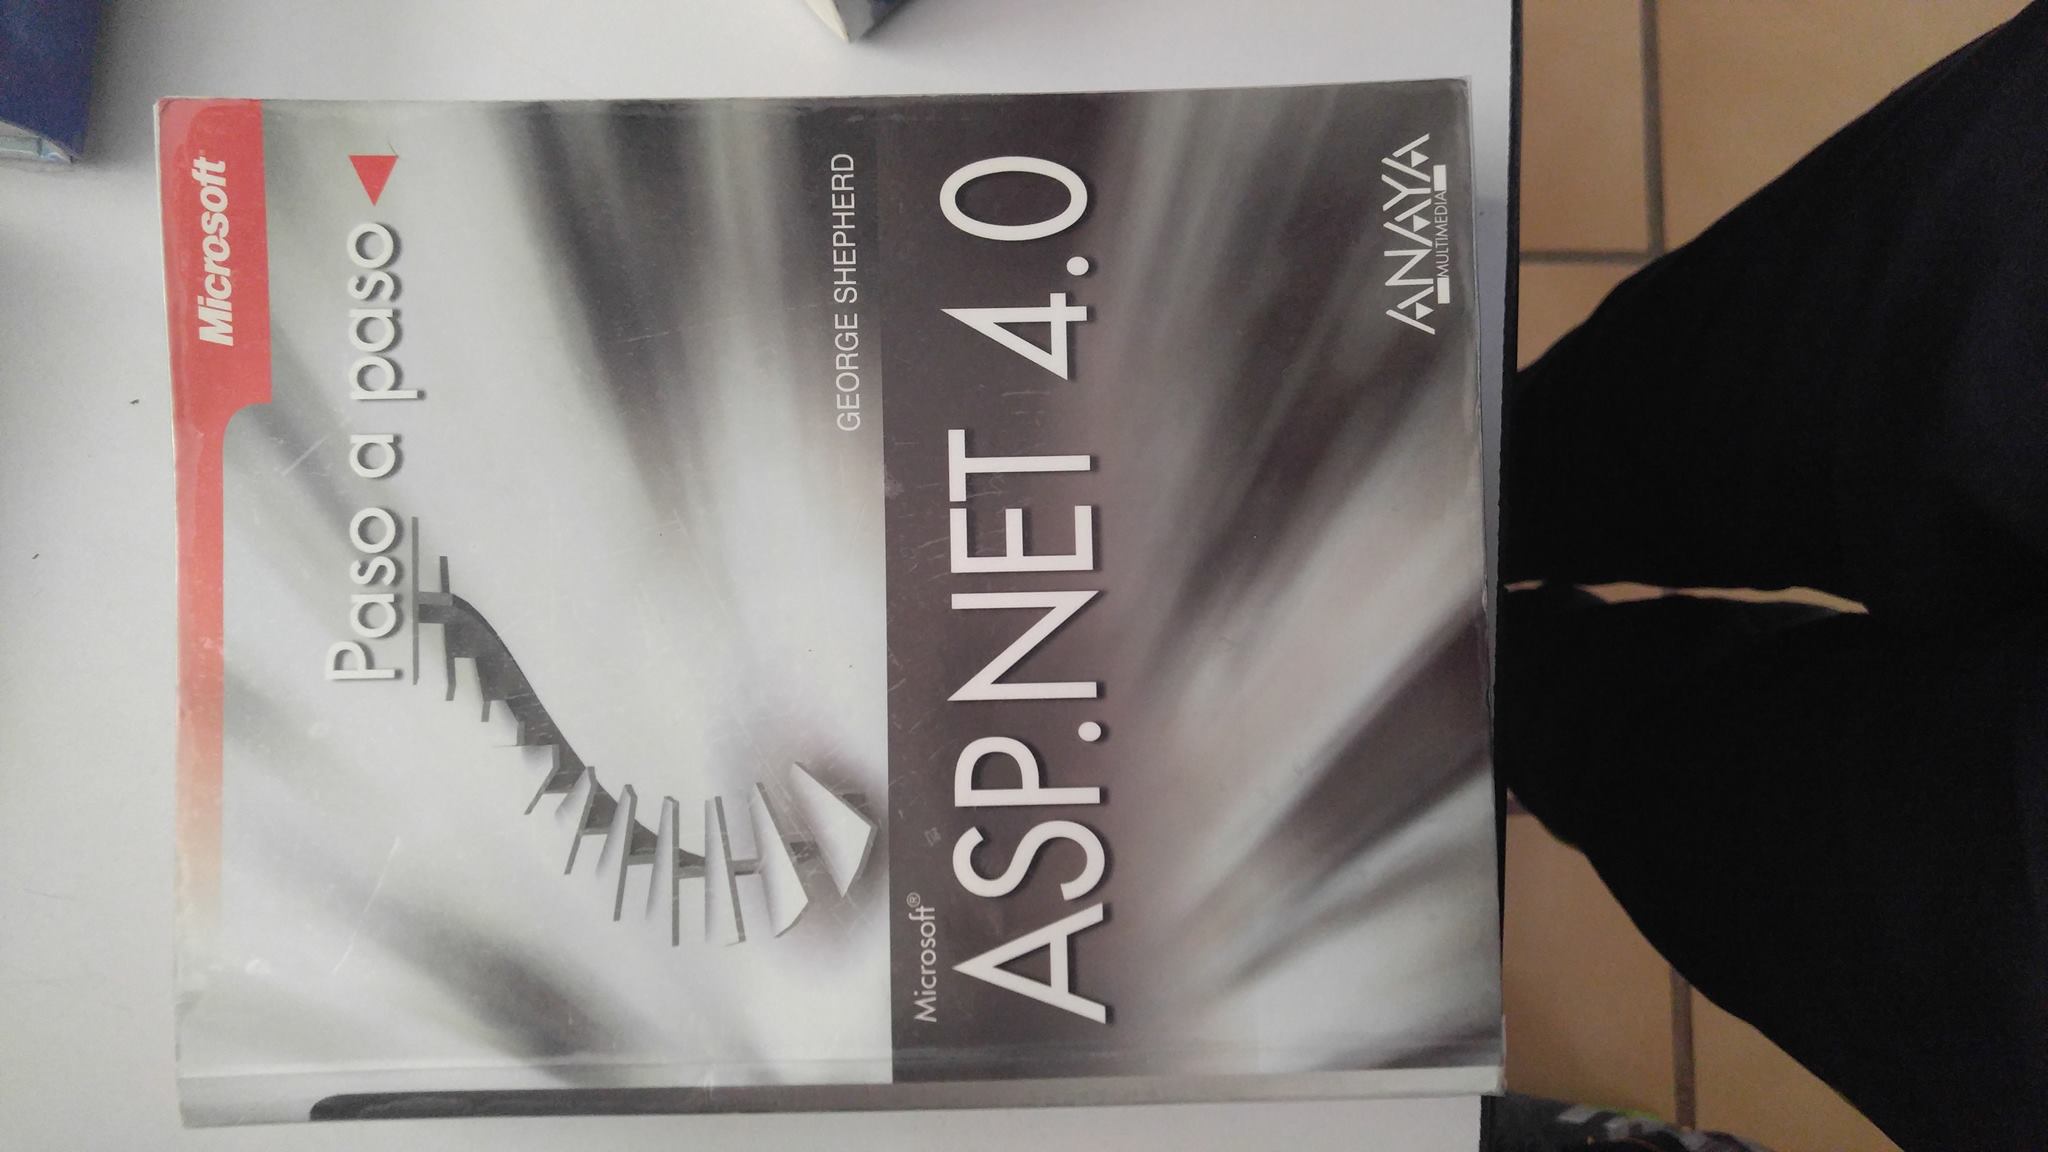 Microsoft
Paso a paso
GEORGE SHEPHERD
Microsoft®
ASP.NET 4.0
ANAYA
MULTIMEDIA